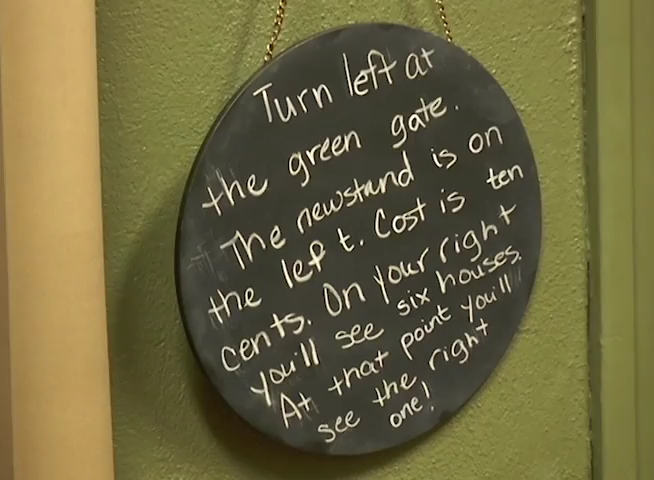 Turn left at
the green gate.
The newstand is on
the left. Cost is ten
cents. On your right
you'll see six houses.
At that point you'll
see the right
one!